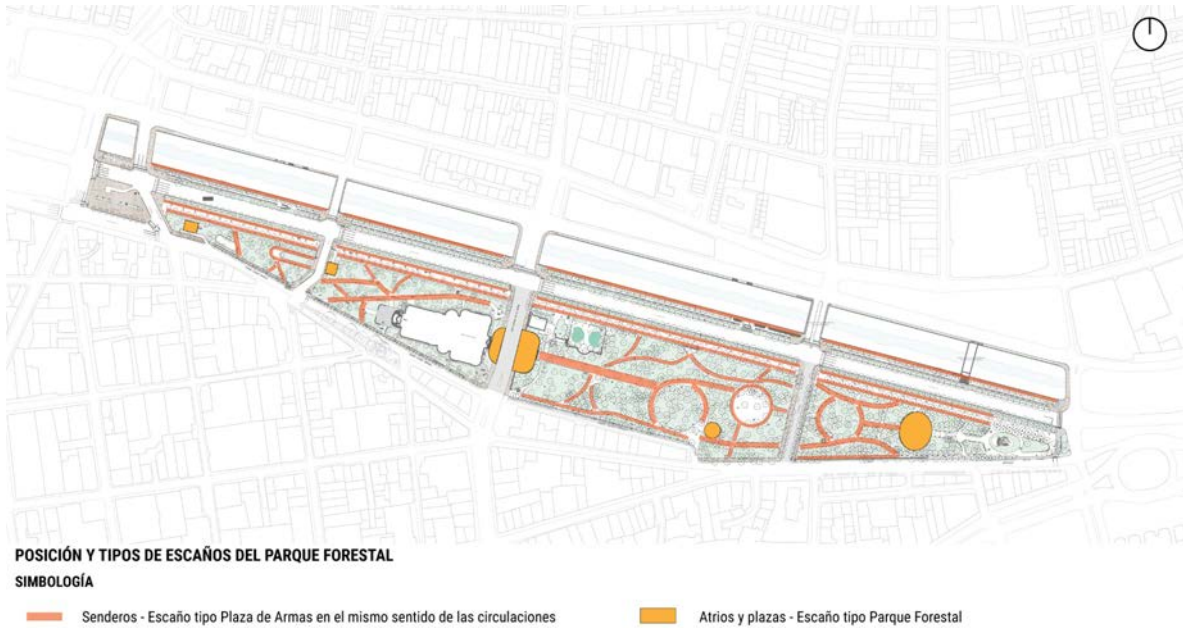 POSICIÓN Y TIPOS DE ESCAÑOS DEL PARQUE FORESTAL
SIMBOLOGÍA
Senderos - Escaño tipo Plaza de Armas en el mismo sentido de las circulaciones
Atrios y plazas - Escaño tipo Parque Forestal